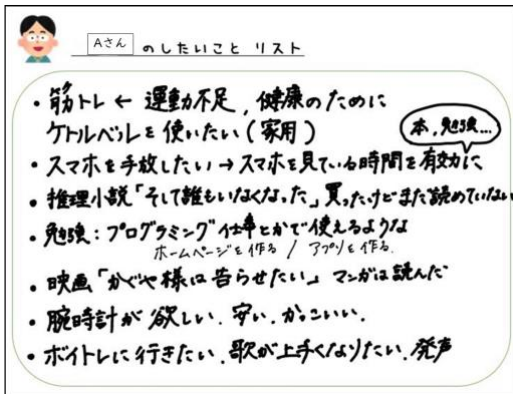 Aさん のしたいこと リスト
・筋トレ ← 運動不足, 健康のために
ケトルベルを使いたい(家用)
本, 勉強...
・スマホを手放したい→スマホを見ている時間を有効に
・推理小説「そして誰もいなくなった」買ったけどまだ読めていない
・勉強:プログラミング 仕事とかで使えるような
ホームページを作る / アプリを作る
・映画「かぐや様は告らせたい」 マンガは読んだ
・腕時計が欲しい. 安い. かっこいい.
・ボイトレに行きたい. 歌が上手くなりたい. 発声